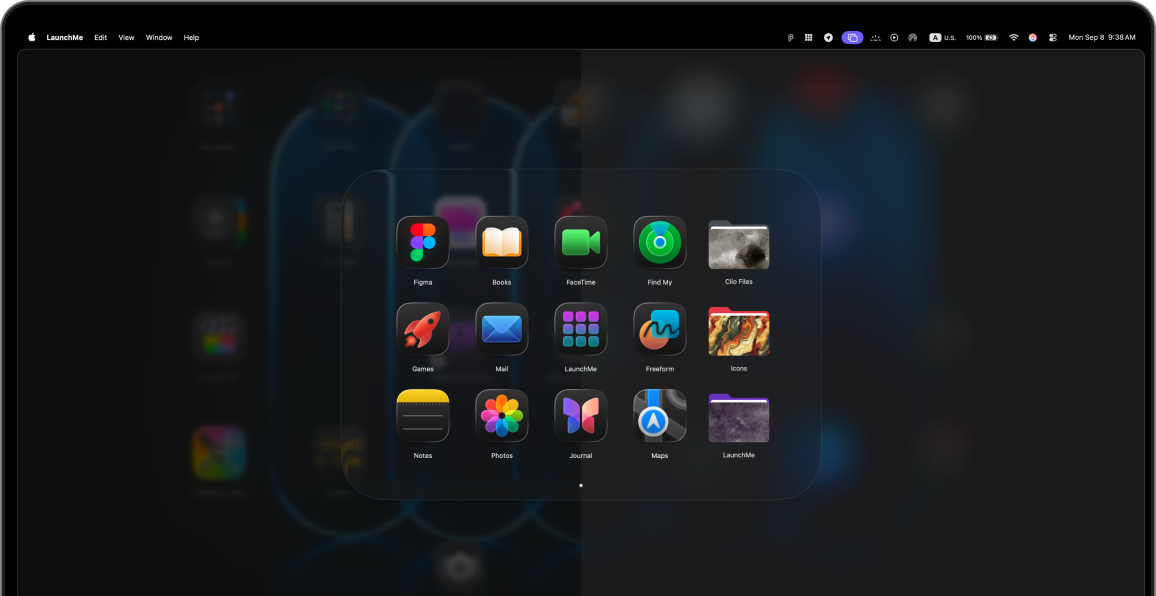 LaunchMe Edit View Window Help
A U.S. 100% Mon Sep 8 9:38 AM
Figma Books FaceTime Find My Clio Files
Games Mail LaunchMe Freeform Icons
Notes Photos Journal Maps LaunchMe